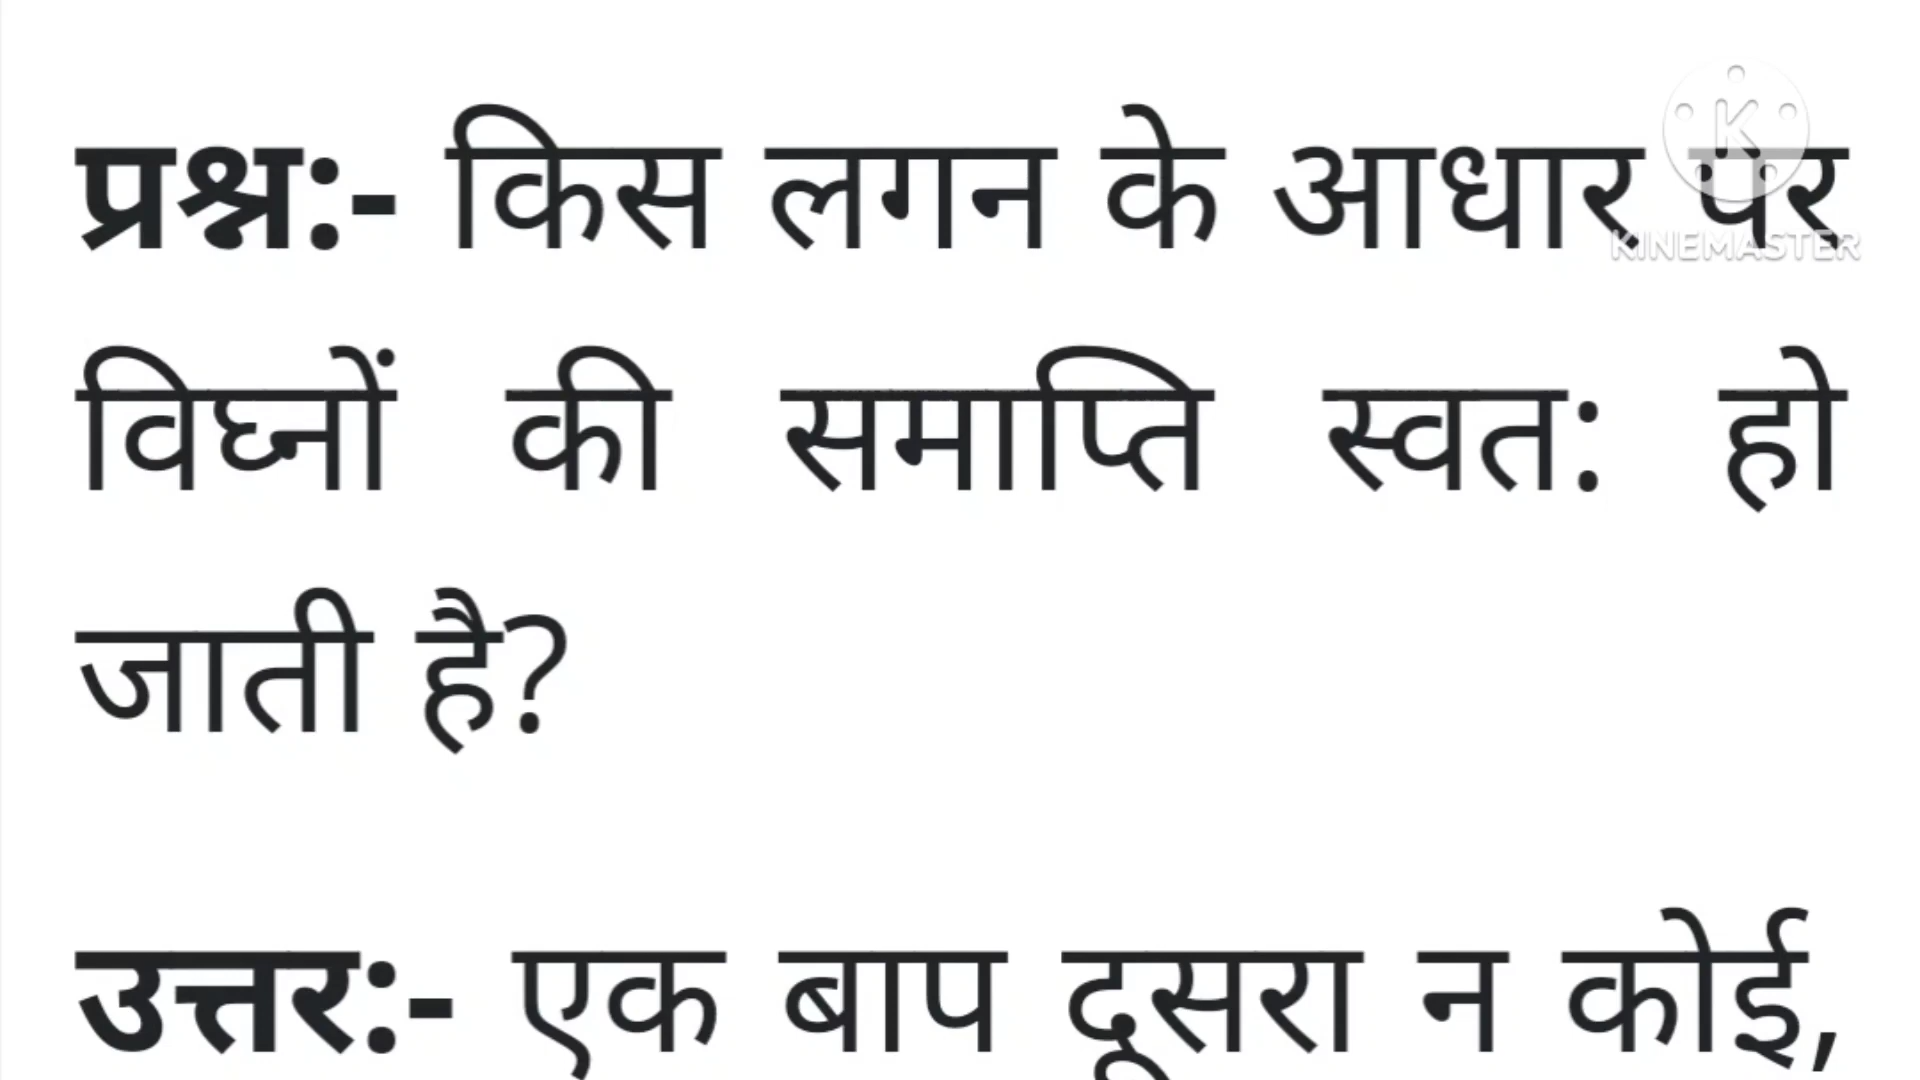 प्रश्न:- किस लगन के आधार पर
KINEMASTER
विघ्नों की समाप्ति स्वत: हो
जाती है?
उत्तर:- एक बाप दूसरा न कोई,